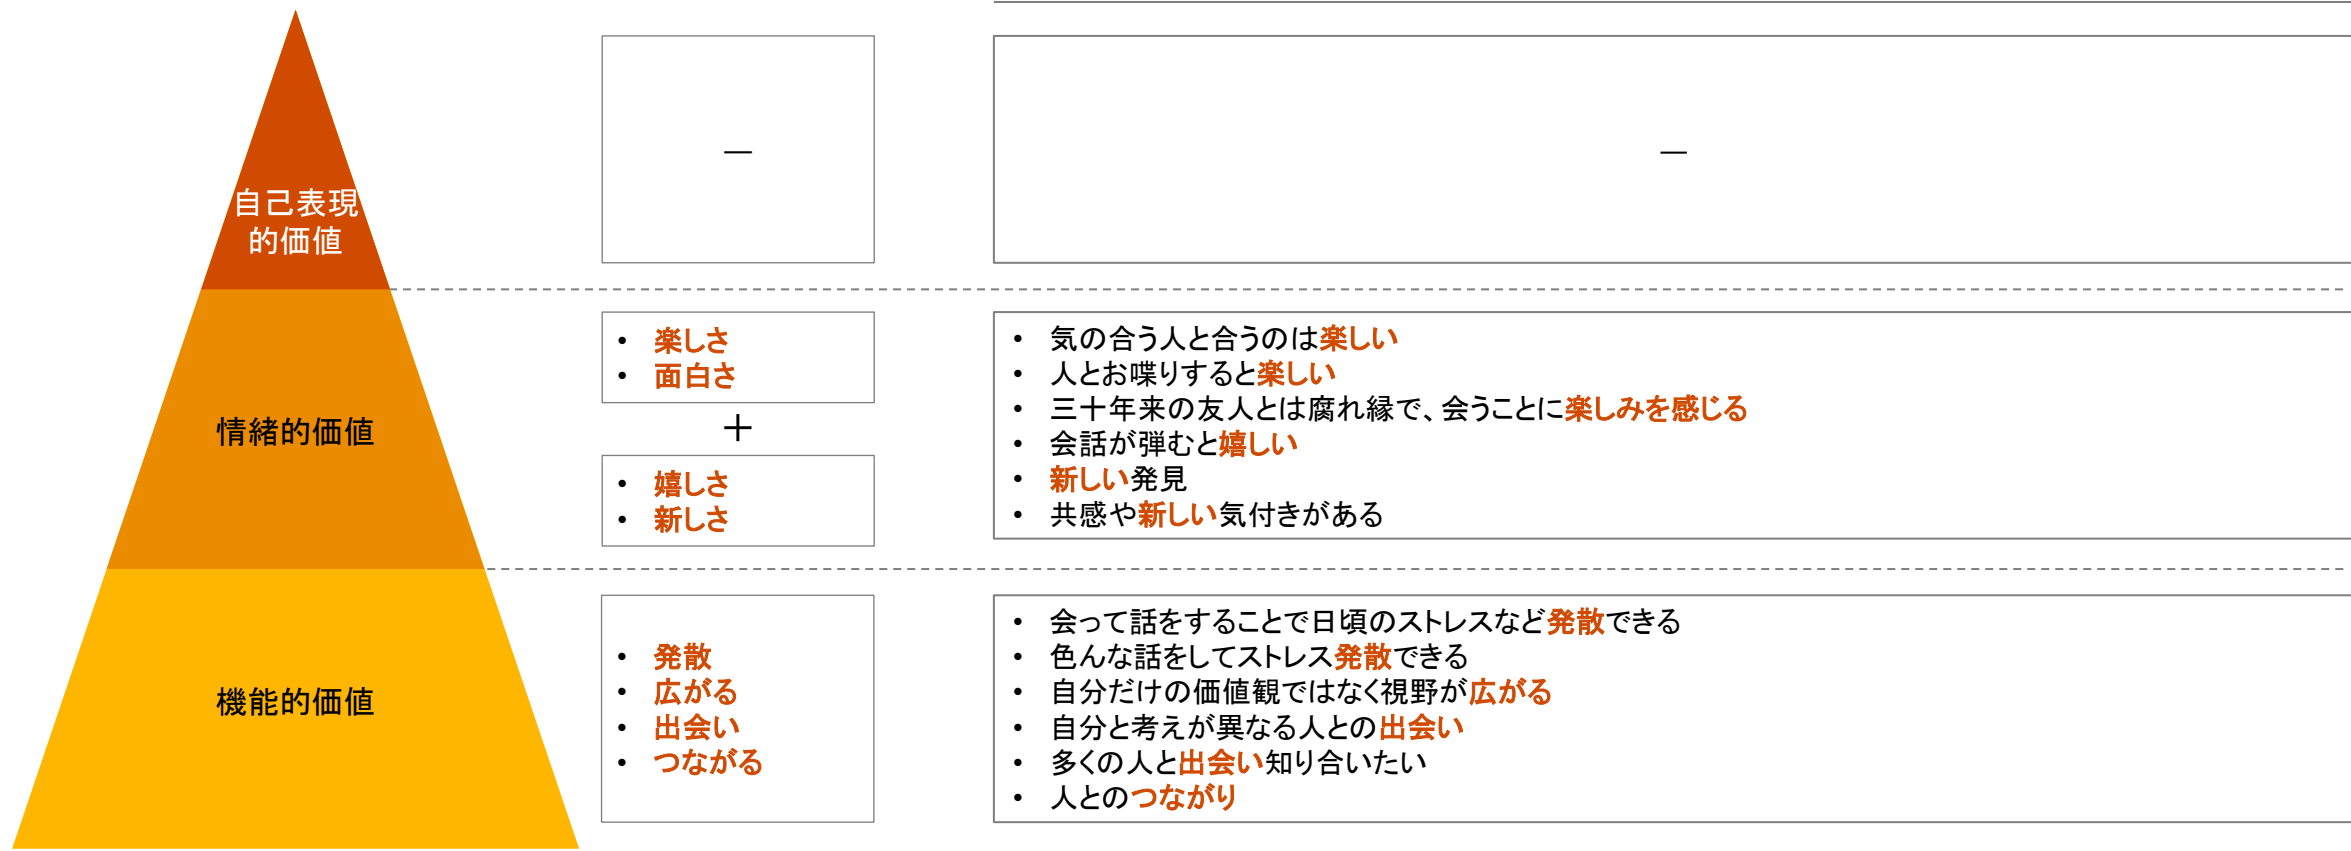 自己表現
的価値
—
—
情緒的価値
• 楽しさ
• 面白さ
＋
• 嬉しさ
• 新しさ
• 気の合う人と合うのは楽しい
• 人とお喋りすると楽しい
• 三十年来の友人とは腐れ縁で、会うことに楽しみを感じる
• 会話が弾むと嬉しい
• 新しい発見
• 共感や新しい気付きがある
機能的価値
• 発散
• 広がる
• 出会い
• つながる
• 会って話をすることで日頃のストレスなど発散できる
• 色んな話をしてストレス発散できる
• 自分だけの価値観ではなく視野が広がる
• 自分と考えが異なる人との出会い
• 多くの人と出会い知り合いたい
• 人とのつながり